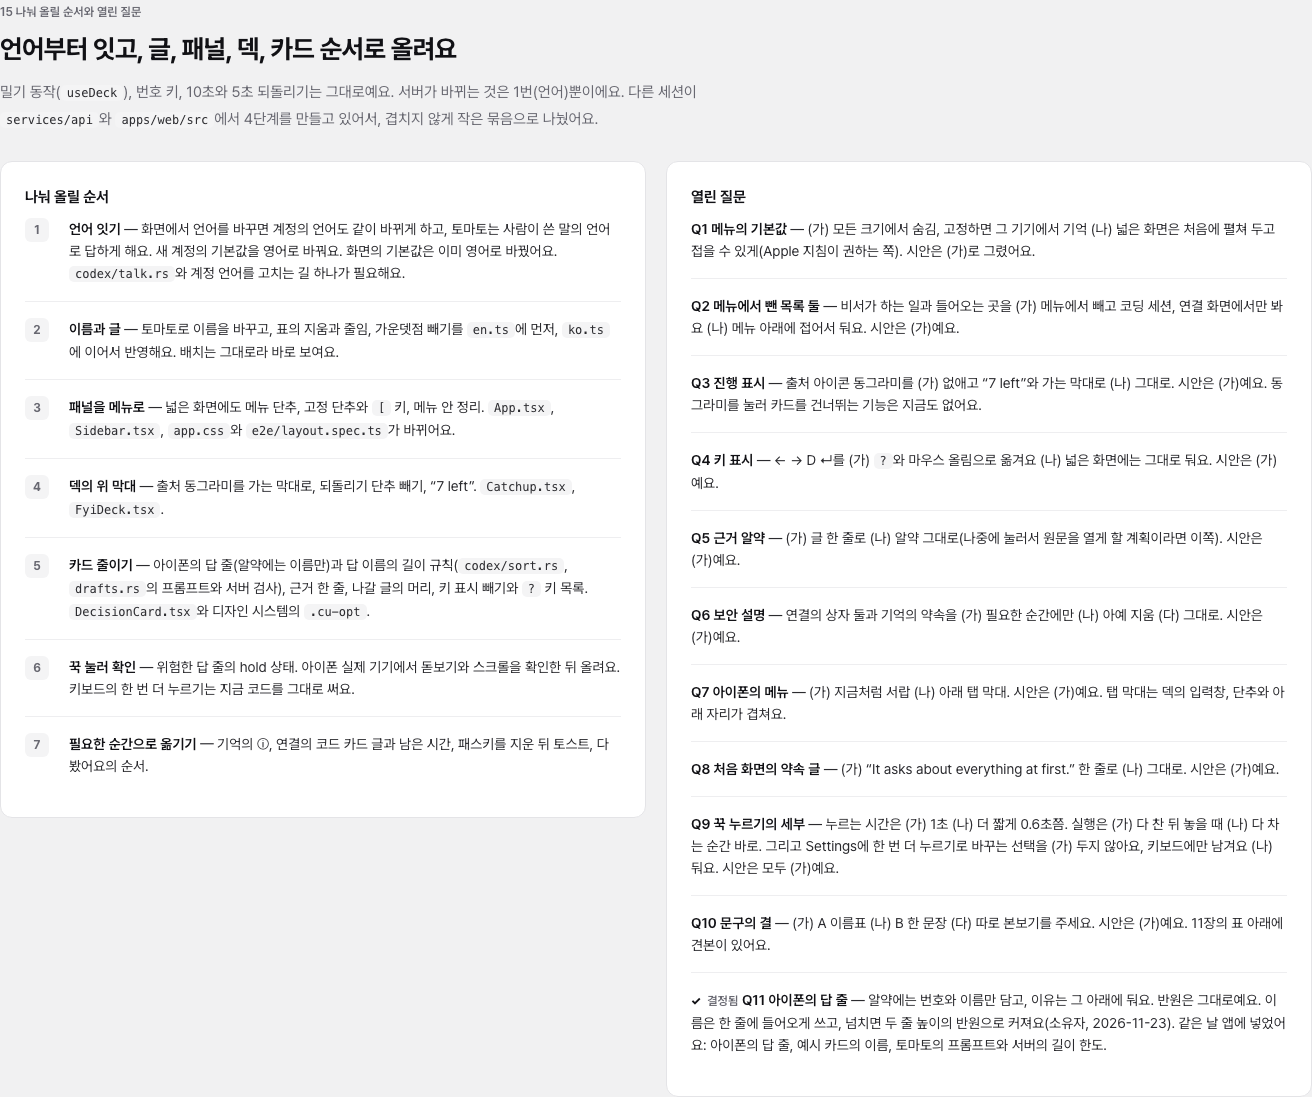 15 나눠 올릴 순서와 열린 질문
언어부터 잇고, 글, 패널, 덱, 카드 순서로 올려요
밀기 동작( useDeck ), 번호 키, 10초와 5초 되돌리기는 그대로예요. 서버가 바뀌는 것은 1번(언어)뿐이에요. 다른 세션이
services/api 와 apps/web/src 에서 4단계를 만들고 있어서, 겹치지 않게 작은 묶음으로 나눴어요.
나눠 올릴 순서
1 언어 잇기 — 화면에서 언어를 바꾸면 계정의 언어도 같이 바뀌게 하고, 토마토는 사람이 쓴 말의 언어
로 답하게 해요. 새 계정의 기본값을 영어로 바꿔요. 화면의 기본값은 이미 영어로 바꿨어요.
codex/talk.rs 와 계정 언어를 고치는 길 하나가 필요해요.
2 이름과 글 — 토마토로 이름을 바꾸고, 표의 지움과 줄임, 가운뎃점 빼기를 en.ts 에 먼저, ko.ts
에 이어서 반영해요. 배치는 그대로라 바로 보여요.
3 패널을 메뉴로 — 넓은 화면에도 메뉴 단추, 고정 단추와 [ 키, 메뉴 안 정리. App.tsx ,
Sidebar.tsx , app.css 와 e2e/layout.spec.ts 가 바뀌어요.
4 덱의 위 막대 — 출처 동그라미를 가는 막대로, 되돌리기 단추 빼기, “7 left”. Catchup.tsx ,
FyiDeck.tsx .
5 카드 줄이기 — 아이폰의 답 줄(알약에는 이름만)과 답 이름의 길이 규칙( codex/sort.rs ,
drafts.rs 의 프롬프트와 서버 검사), 근거 한 줄, 나갈 글의 머리, 키 표시 빼기와 ? 키 목록.
DecisionCard.tsx 와 디자인 시스템의 .cu-opt .
6 꾹 눌러 확인 — 위험한 답 줄의 hold 상태. 아이폰 실제 기기에서 돋보기와 스크롤을 확인한 뒤 올려요.
키보드의 한 번 더 누르기는 지금 코드를 그대로 써요.
7 필요한 순간으로 옮기기 — 기억의 ⓘ, 연결의 코드 카드 글과 남은 시간, 패스키를 지운 뒤 토스트, 다
봤어요의 순서.
열린 질문
Q1 메뉴의 기본값 — (가) 모든 크기에서 숨김, 고정하면 그 기기에서 기억 (나) 넓은 화면은 처음에 펼쳐 두고
접을 수 있게(Apple 지침이 권하는 쪽). 시안은 (가)로 그렸어요.
Q2 메뉴에서 뺀 목록 둘 — 비서가 하는 일과 들어오는 곳을 (가) 메뉴에서 빼고 코딩 세션, 연결 화면에서만 봐
요 (나) 메뉴 아래에 접어서 둬요. 시안은 (가)예요.
Q3 진행 표시 — 출처 아이콘 동그라미를 (가) 없애고 “7 left”와 가는 막대로 (나) 그대로. 시안은 (가)예요. 동
그라미를 눌러 카드를 건너뛰는 기능은 지금도 없어요.
Q4 키 표시 — ← → D ↵를 (가) ? 와 마우스 올림으로 옮겨요 (나) 넓은 화면에는 그대로 둬요. 시안은 (가)
예요.
Q5 근거 알약 — (가) 글 한 줄로 (나) 알약 그대로(나중에 눌러서 원문을 열게 할 계획이라면 이쪽). 시안은
(가)예요.
Q6 보안 설명 — 연결의 상자 둘과 기억의 약속을 (가) 필요한 순간에만 (나) 아예 지움 (다) 그대로. 시안은
(가)예요.
Q7 아이폰의 메뉴 — (가) 지금처럼 서랍 (나) 아래 탭 막대. 시안은 (가)예요. 탭 막대는 덱의 입력창, 단추와 아
래 자리가 겹쳐요.
Q8 처음 화면의 약속 글 — (가) “It asks about everything at first.” 한 줄로 (나) 그대로. 시안은 (가)예요.
Q9 꾹 누르기의 세부 — 누르는 시간은 (가) 1초 (나) 더 짧게 0.6초쯤. 실행은 (가) 다 찬 뒤 놓을 때 (나) 다 차
는 순간 바로. 그리고 Settings에 한 번 더 누르기로 바꾸는 선택을 (가) 두지 않아요, 키보드에만 남겨요 (나)
둬요. 시안은 모두 (가)예요.
Q10 문구의 결 — (가) A 이름표 (나) B 한 문장 (다) 따로 본보기를 주세요. 시안은 (가)예요. 11장의 표 아래에
견본이 있어요.
✓ 결정됨 Q11 아이폰의 답 줄 — 알약에는 번호와 이름만 담고, 이유는 그 아래에 둬요. 반원은 그대로예요. 이
름은 한 줄에 들어오게 쓰고, 넘치면 두 줄 높이의 반원으로 커져요(소유자, 2026-11-23). 같은 날 앱에 넣었어
요: 아이폰의 답 줄, 예시 카드의 이름, 토마토의 프롬프트와 서버의 길이 한도.